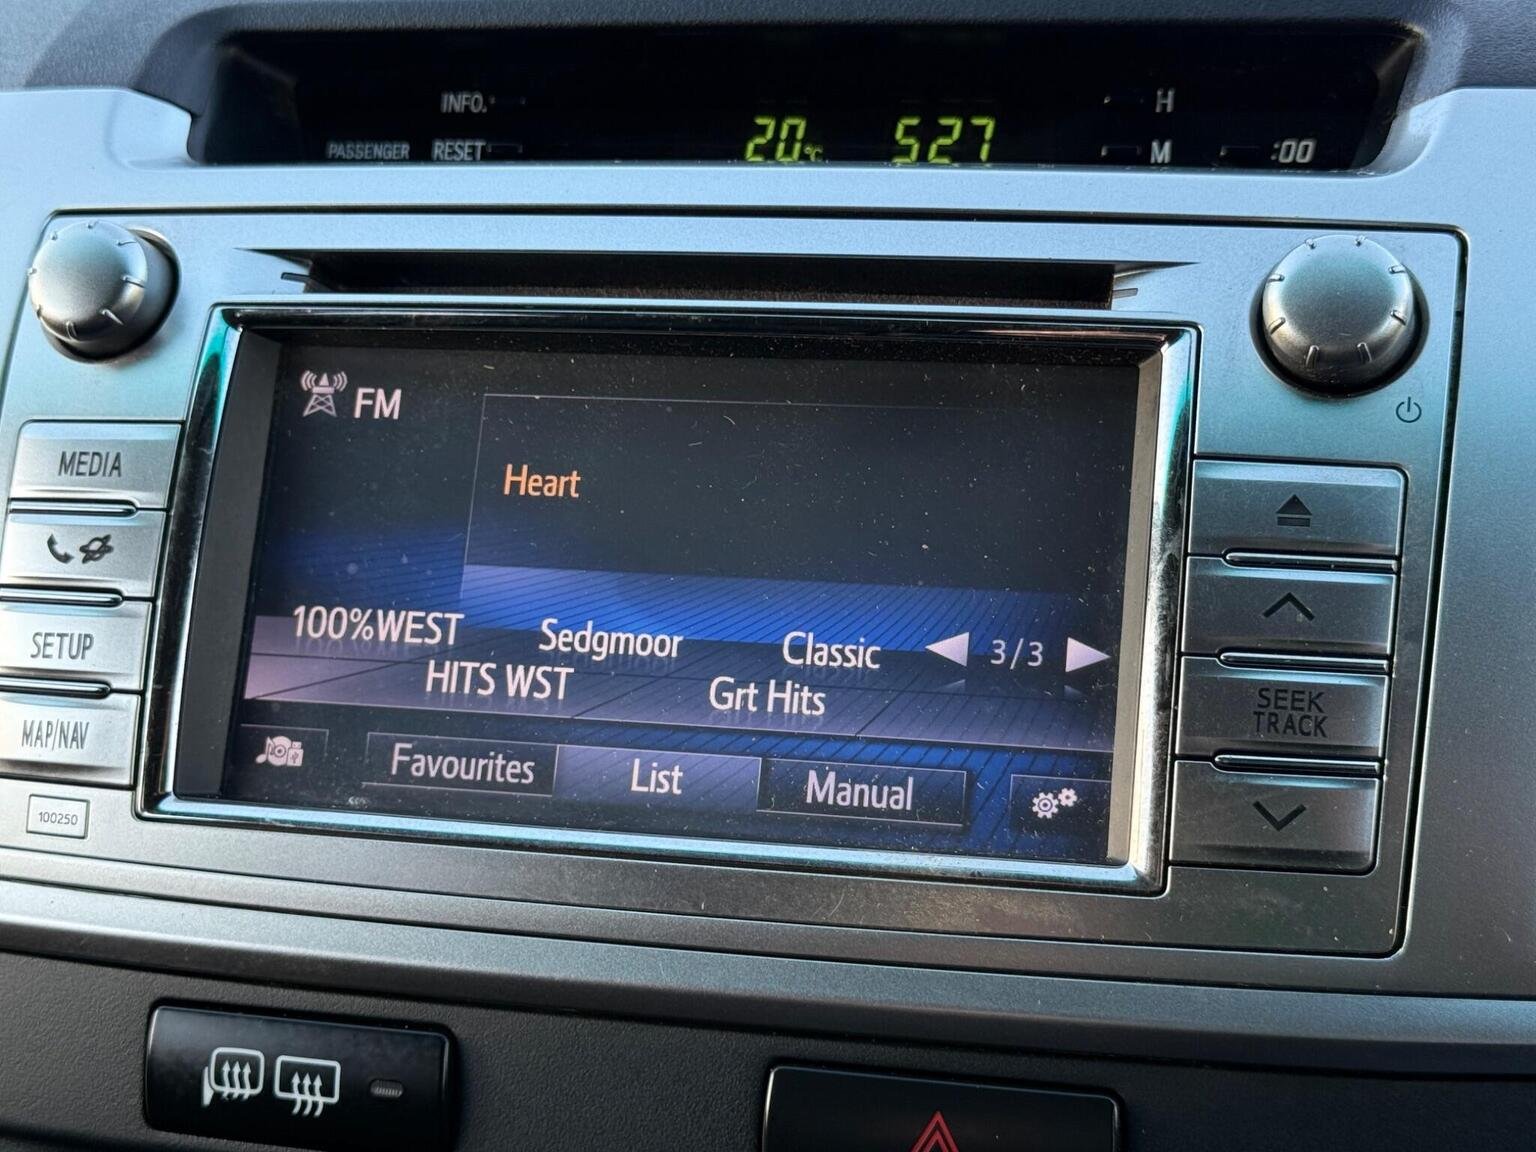 INFO.
H
PASSENGER RESET
20°C 527
M :00
FM
MEDIA
Heart
SETUP
100%WEST Sedgmoor Classic 3/3
HITS WST Grt Hits
SEEK
TRACK
MAP/NAV
Favourites List Manual
100250